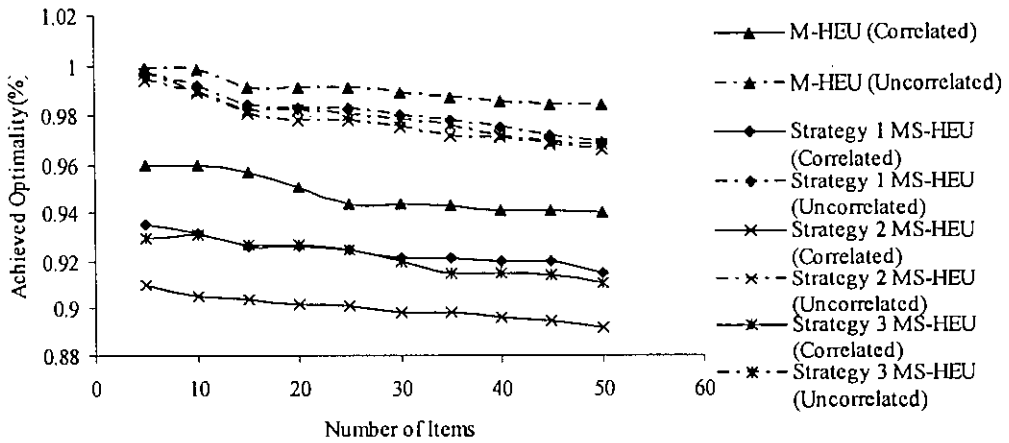 1.02
1
0.98
0.96
0.94
0.92
0.9
0.88
Achieved Optimality(%)
0
10
20
30
40
50
60
Number of Items
M-HEU (Correlated)
M-HEU (Uncorrelated)
Strategy 1 MS-HEU
(Correlated)
Strategy 1 MS-HEU
(Uncorrelated)
Strategy 2 MS-HEU
(Correlated)
Strategy 2 MS-HEU
(Uncorrelated)
Strategy 3 MS-HEU
(Correlated)
Strategy 3 MS-HEU
(Uncorrelated)